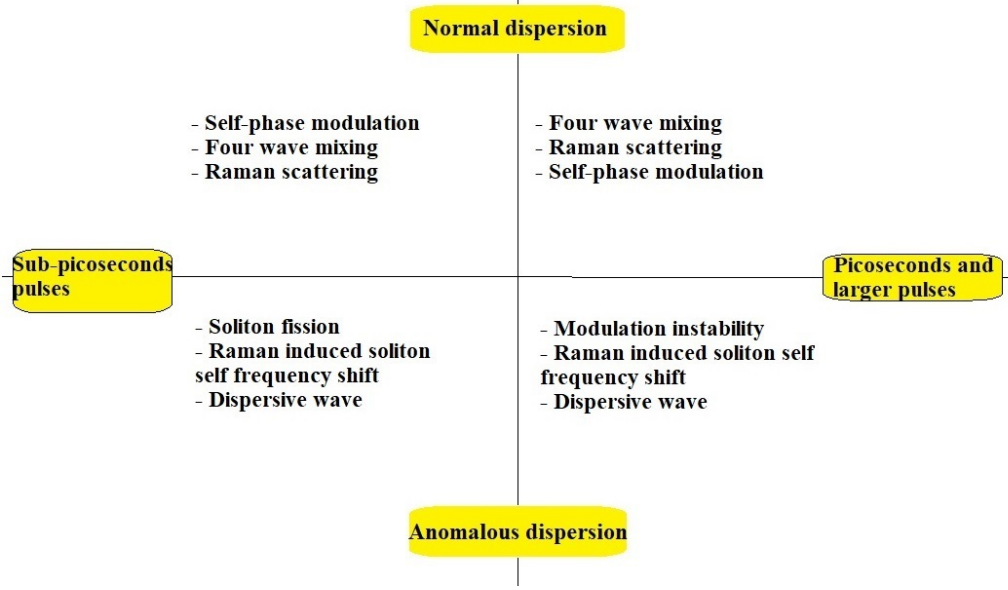 Normal dispersion
- Self-phase modulation
- Four wave mixing
- Raman scattering
- Four wave mixing
- Raman scattering
- Self-phase modulation
Sub-picoseconds
pulses
Picoseconds and
larger pulses
- Soliton fission
- Raman induced soliton
self frequency shift
- Dispersive wave
- Modulation instability
- Raman induced soliton self
frequency shift
- Dispersive wave
Anomalous dispersion